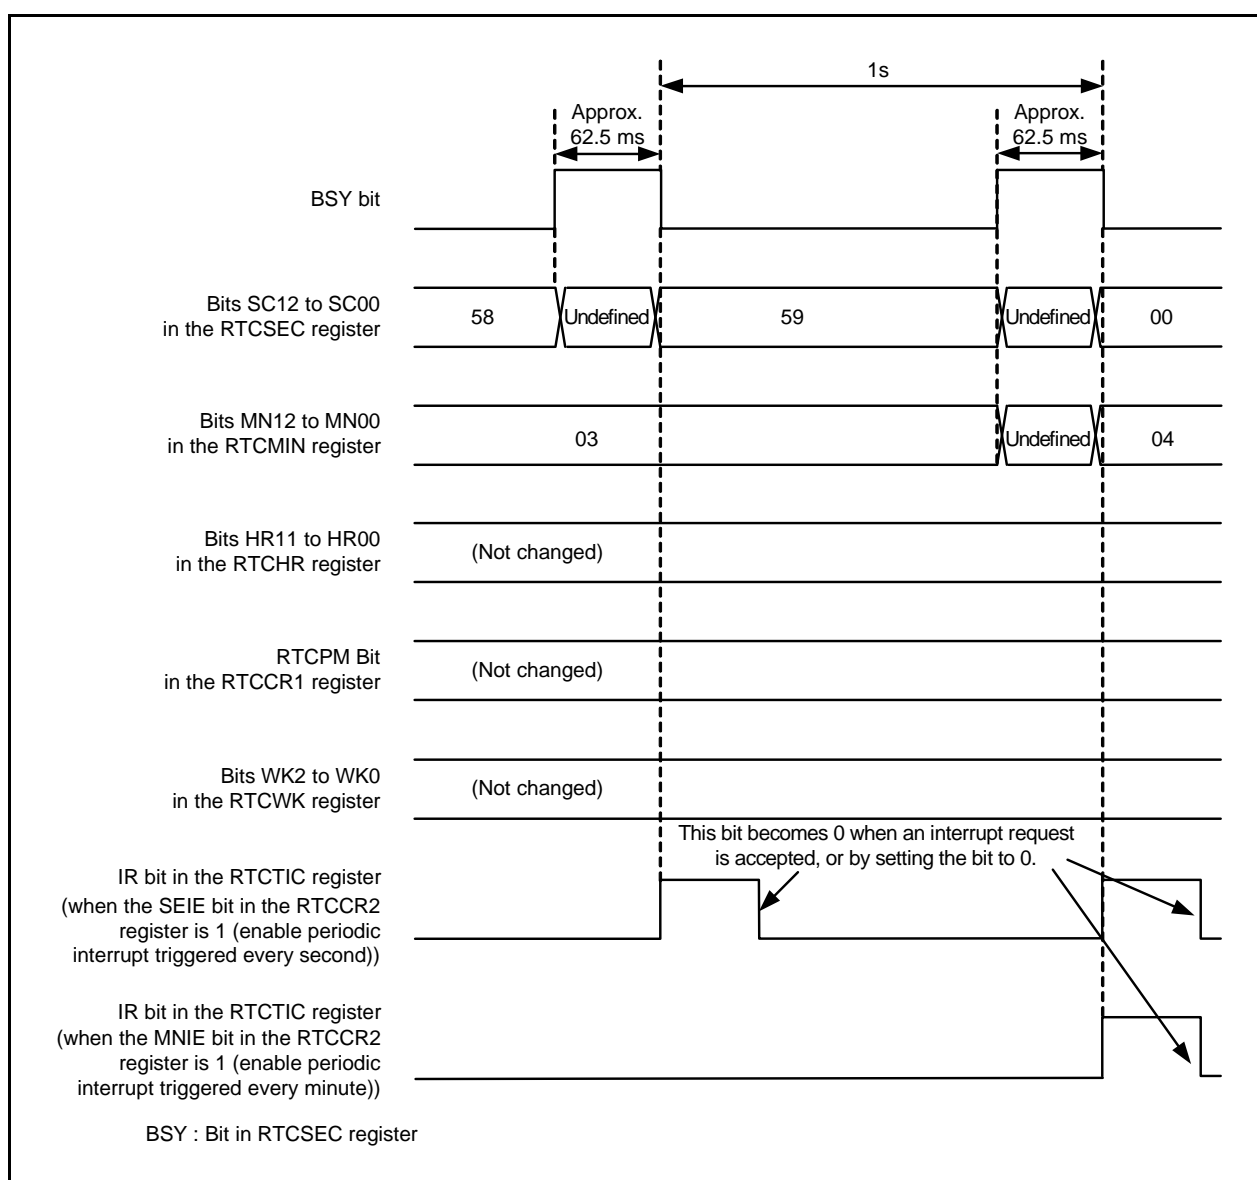 1s
Approx.
62.5 ms
Approx.
62.5 ms
BSY bit
Bits SC12 to SC00
in the RTCSEC register
58
Undefined
59
Undefined
00
Bits MN12 to MN00
in the RTCMIN register
03
Undefined
04
Bits HR11 to HR00
in the RTCHR register
(Not changed)
RTCPM Bit
in the RTCCR1 register
(Not changed)
Bits WK2 to WK0
in the RTCWK register
(Not changed)
This bit becomes 0 when an interrupt request
is accepted, or by setting the bit to 0.
IR bit in the RTCTIC register
(when the SEIE bit in the RTCCR2
register is 1 (enable periodic
interrupt triggered every second))
IR bit in the RTCTIC register
(when the MNIE bit in the RTCCR2
register is 1 (enable periodic
interrupt triggered every minute))
BSY : Bit in RTCSEC register